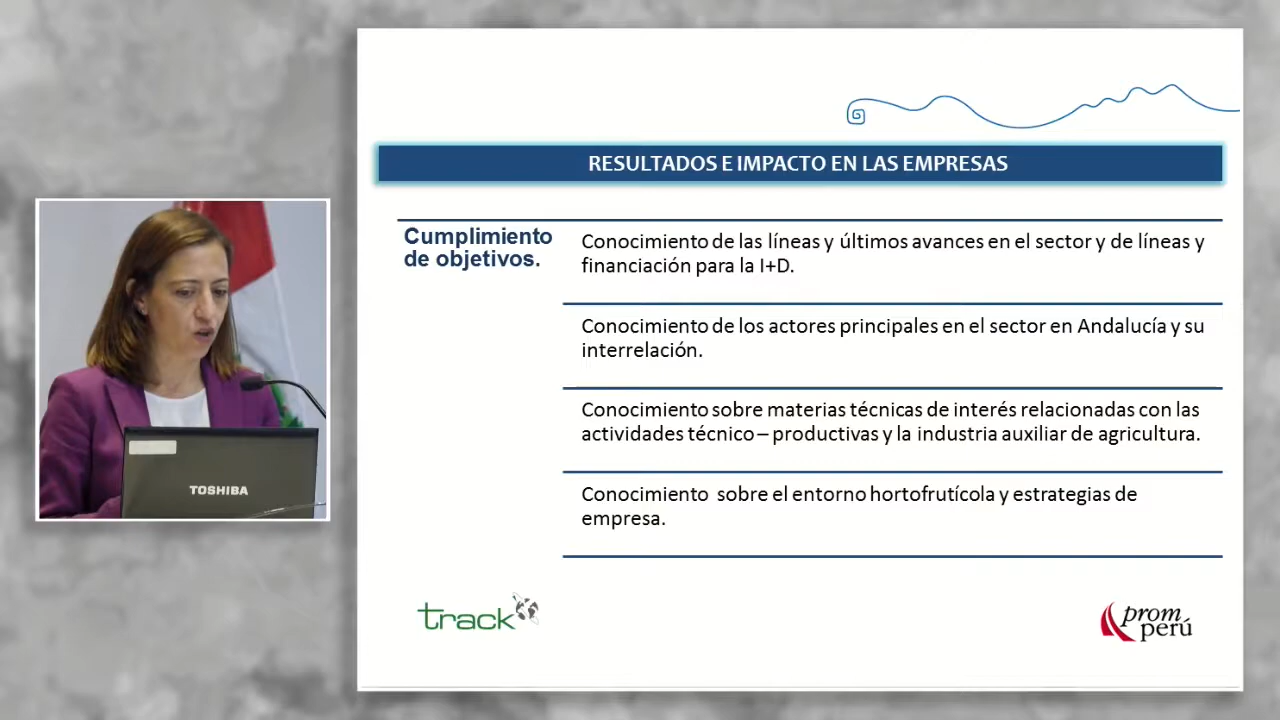 RESULTADOS E IMPACTO EN LAS EMPRESAS
Cumplimiento
de objetivos.
Conocimiento de las líneas y últimos avances en el sector y de líneas y
financiación para la I+D.
Conocimiento de los actores principales en el sector en Andalucía y su
interrelación.
Conocimiento sobre materias técnicas de interés relacionadas con las
actividades técnico – productivas y la industria auxiliar de agricultura.
Conocimiento sobre el entorno hortofrutícola y estrategias de
empresa.
TOSHIBA
track
prom
perú